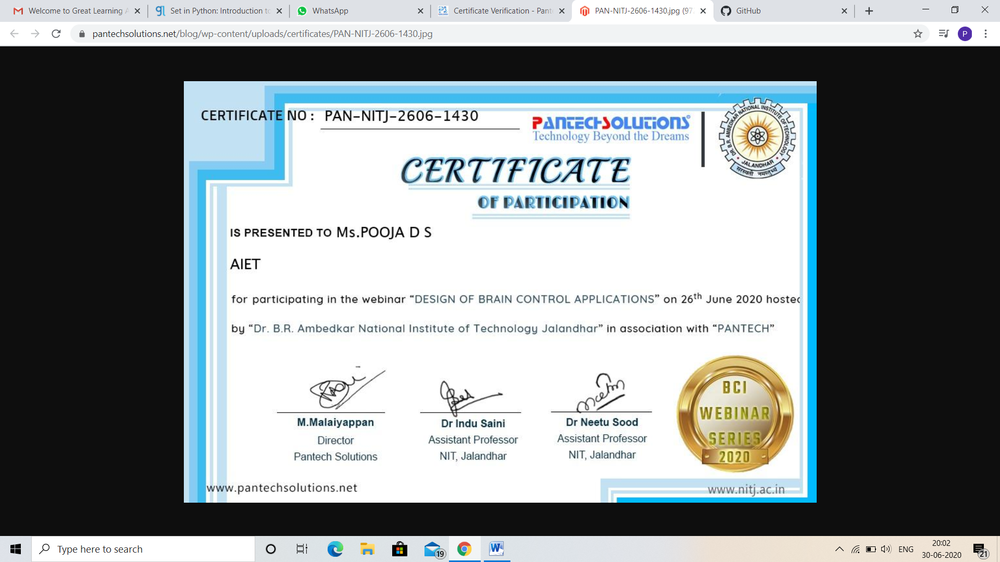 Welcome to Great Learning A
Set in Python: Introduction to
WhatsApp
Certificate Verification - Pant
PAN-NITJ-2606-1430.jpg (97
GitHub
pantechsolutions.net/blog/wp-content/uploads/certificates/PAN-NITJ-2606-1430.jpg
P
CERTIFICATE NO : PAN-NITJ-2606-1430
PANTECHSOLUTIONS®
Technology Beyond the Dreams
DR. B.R. AMBEDKAR NATIONAL INSTITUTE OF TECHNOLOGY
JALANDHAR
सरस्वती नमस्तुभ्यं
CERTIFICATE
OF PARTICIPATION
IS PRESENTED TO Ms.POOJA D S
AIET
for participating in the webinar “DESIGN OF BRAIN CONTROL APPLICATIONS” on 26th June 2020 hosted
by “Dr. B.R. Ambedkar National Institute of Technology Jalandhar” in association with “PANTECH”
M.Malaiyappan
Director
Pantech Solutions
Dr Indu Saini
Assistant Professor
NIT, Jalandhar
Dr Neetu Sood
Assistant Professor
NIT, Jalandhar
BCI
WEBINAR
SERIES
2020
www.pantechsolutions.net
www.nitj.ac.in
Type here to search
19
ENG
20:02
30-06-2020
21